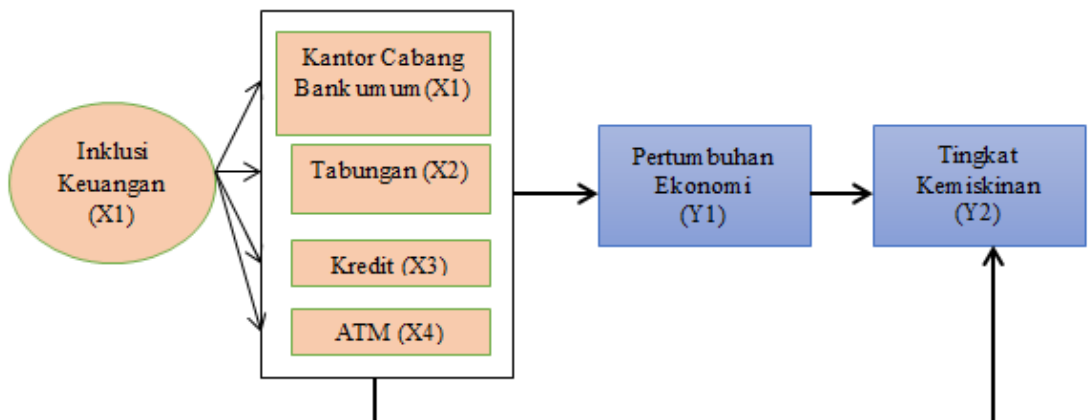 Inklusi
Keuangan
(X1)
Kantor Cabang
Bank umum (X1)
Tabungan (X2)
Kredit (X3)
ATM (X4)
Pertumbuhan
Ekonomi
(Y1)
Tingkat
Kemiskinan
(Y2)